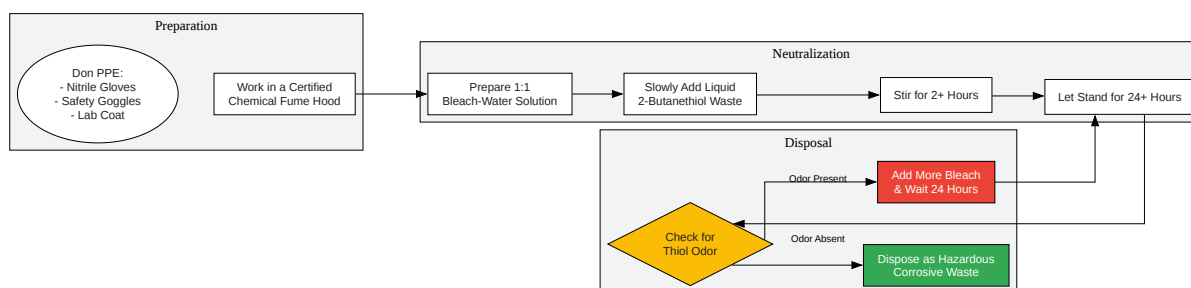 Preparation
Don PPE:
- Nitrile Gloves
- Safety Goggles
- Lab Coat
Work in a Certified
Chemical Fume Hood
Neutralization
Prepare 1:1
Bleach-Water Solution
Slowly Add Liquid
2-Butanethiol Waste
Stir for 2+ Hours
Let Stand for 24+ Hours
Disposal
Check for
Thiol Odor
Odor Present
Add More Bleach
& Wait 24 Hours
Odor Absent
Dispose as Hazardous
Corrosive Waste